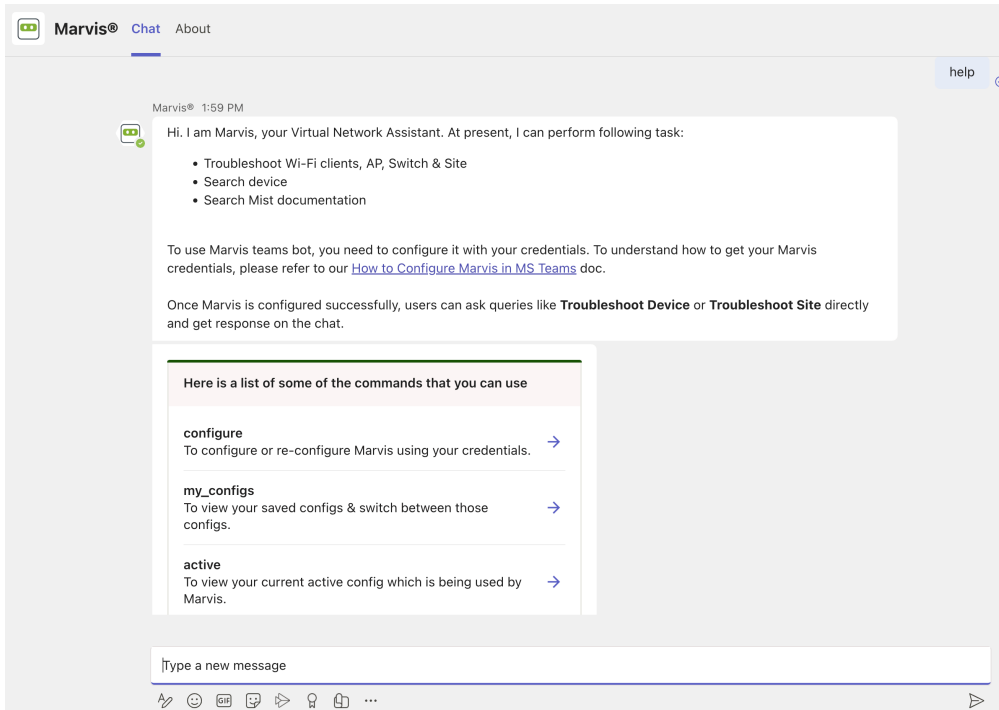 Marvis® Chat About
help
Marvis® 1:59 PM
Hi. I am Marvis, your Virtual Network Assistant. At present, I can perform following task:
• Troubleshoot Wi-Fi clients, AP, Switch & Site
• Search device
• Search Mist documentation
To use Marvis teams bot, you need to configure it with your credentials. To understand how to get your Marvis
credentials, please refer to our How to Configure Marvis in MS Teams doc.
Once Marvis is configured successfully, users can ask queries like Troubleshoot Device or Troubleshoot Site directly
and get response on the chat.
Here is a list of some of the commands that you can use
configure
To configure or re-configure Marvis using your credentials.
my_configs
To view your saved configs & switch between those
configs.
active
To view your current active config which is being used by
Marvis.
Type a new message
GIF